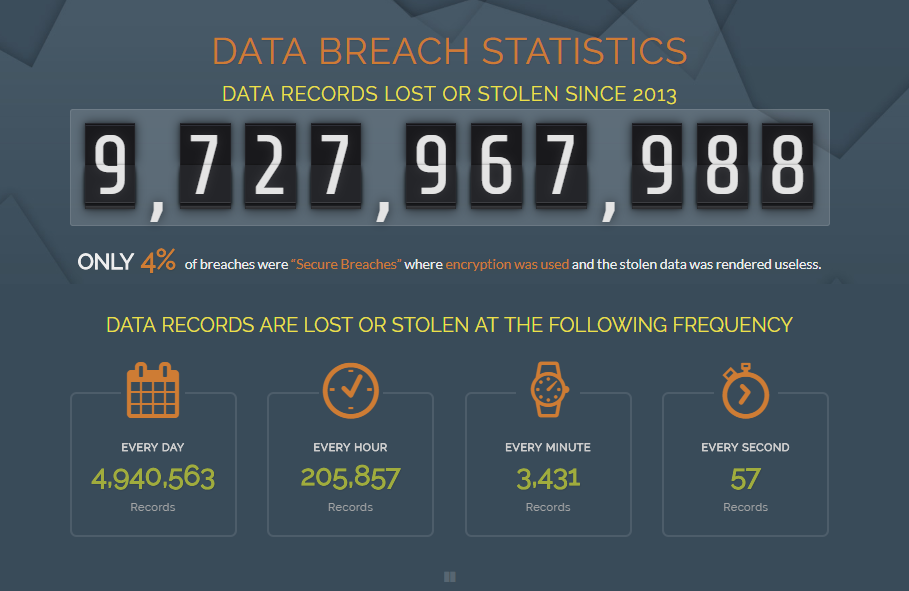 DATA BREACH STATISTICS
DATA RECORDS LOST OR STOLEN SINCE 2013
9,727,967,988
ONLY 4% of breaches were "Secure Breaches" where encryption was used and the stolen data was rendered useless.
DATA RECORDS ARE LOST OR STOLEN AT THE FOLLOWING FREQUENCY
EVERY DAY
4,940,563
Records
EVERY HOUR
205,857
Records
EVERY MINUTE
3,431
Records
EVERY SECOND
57
Records